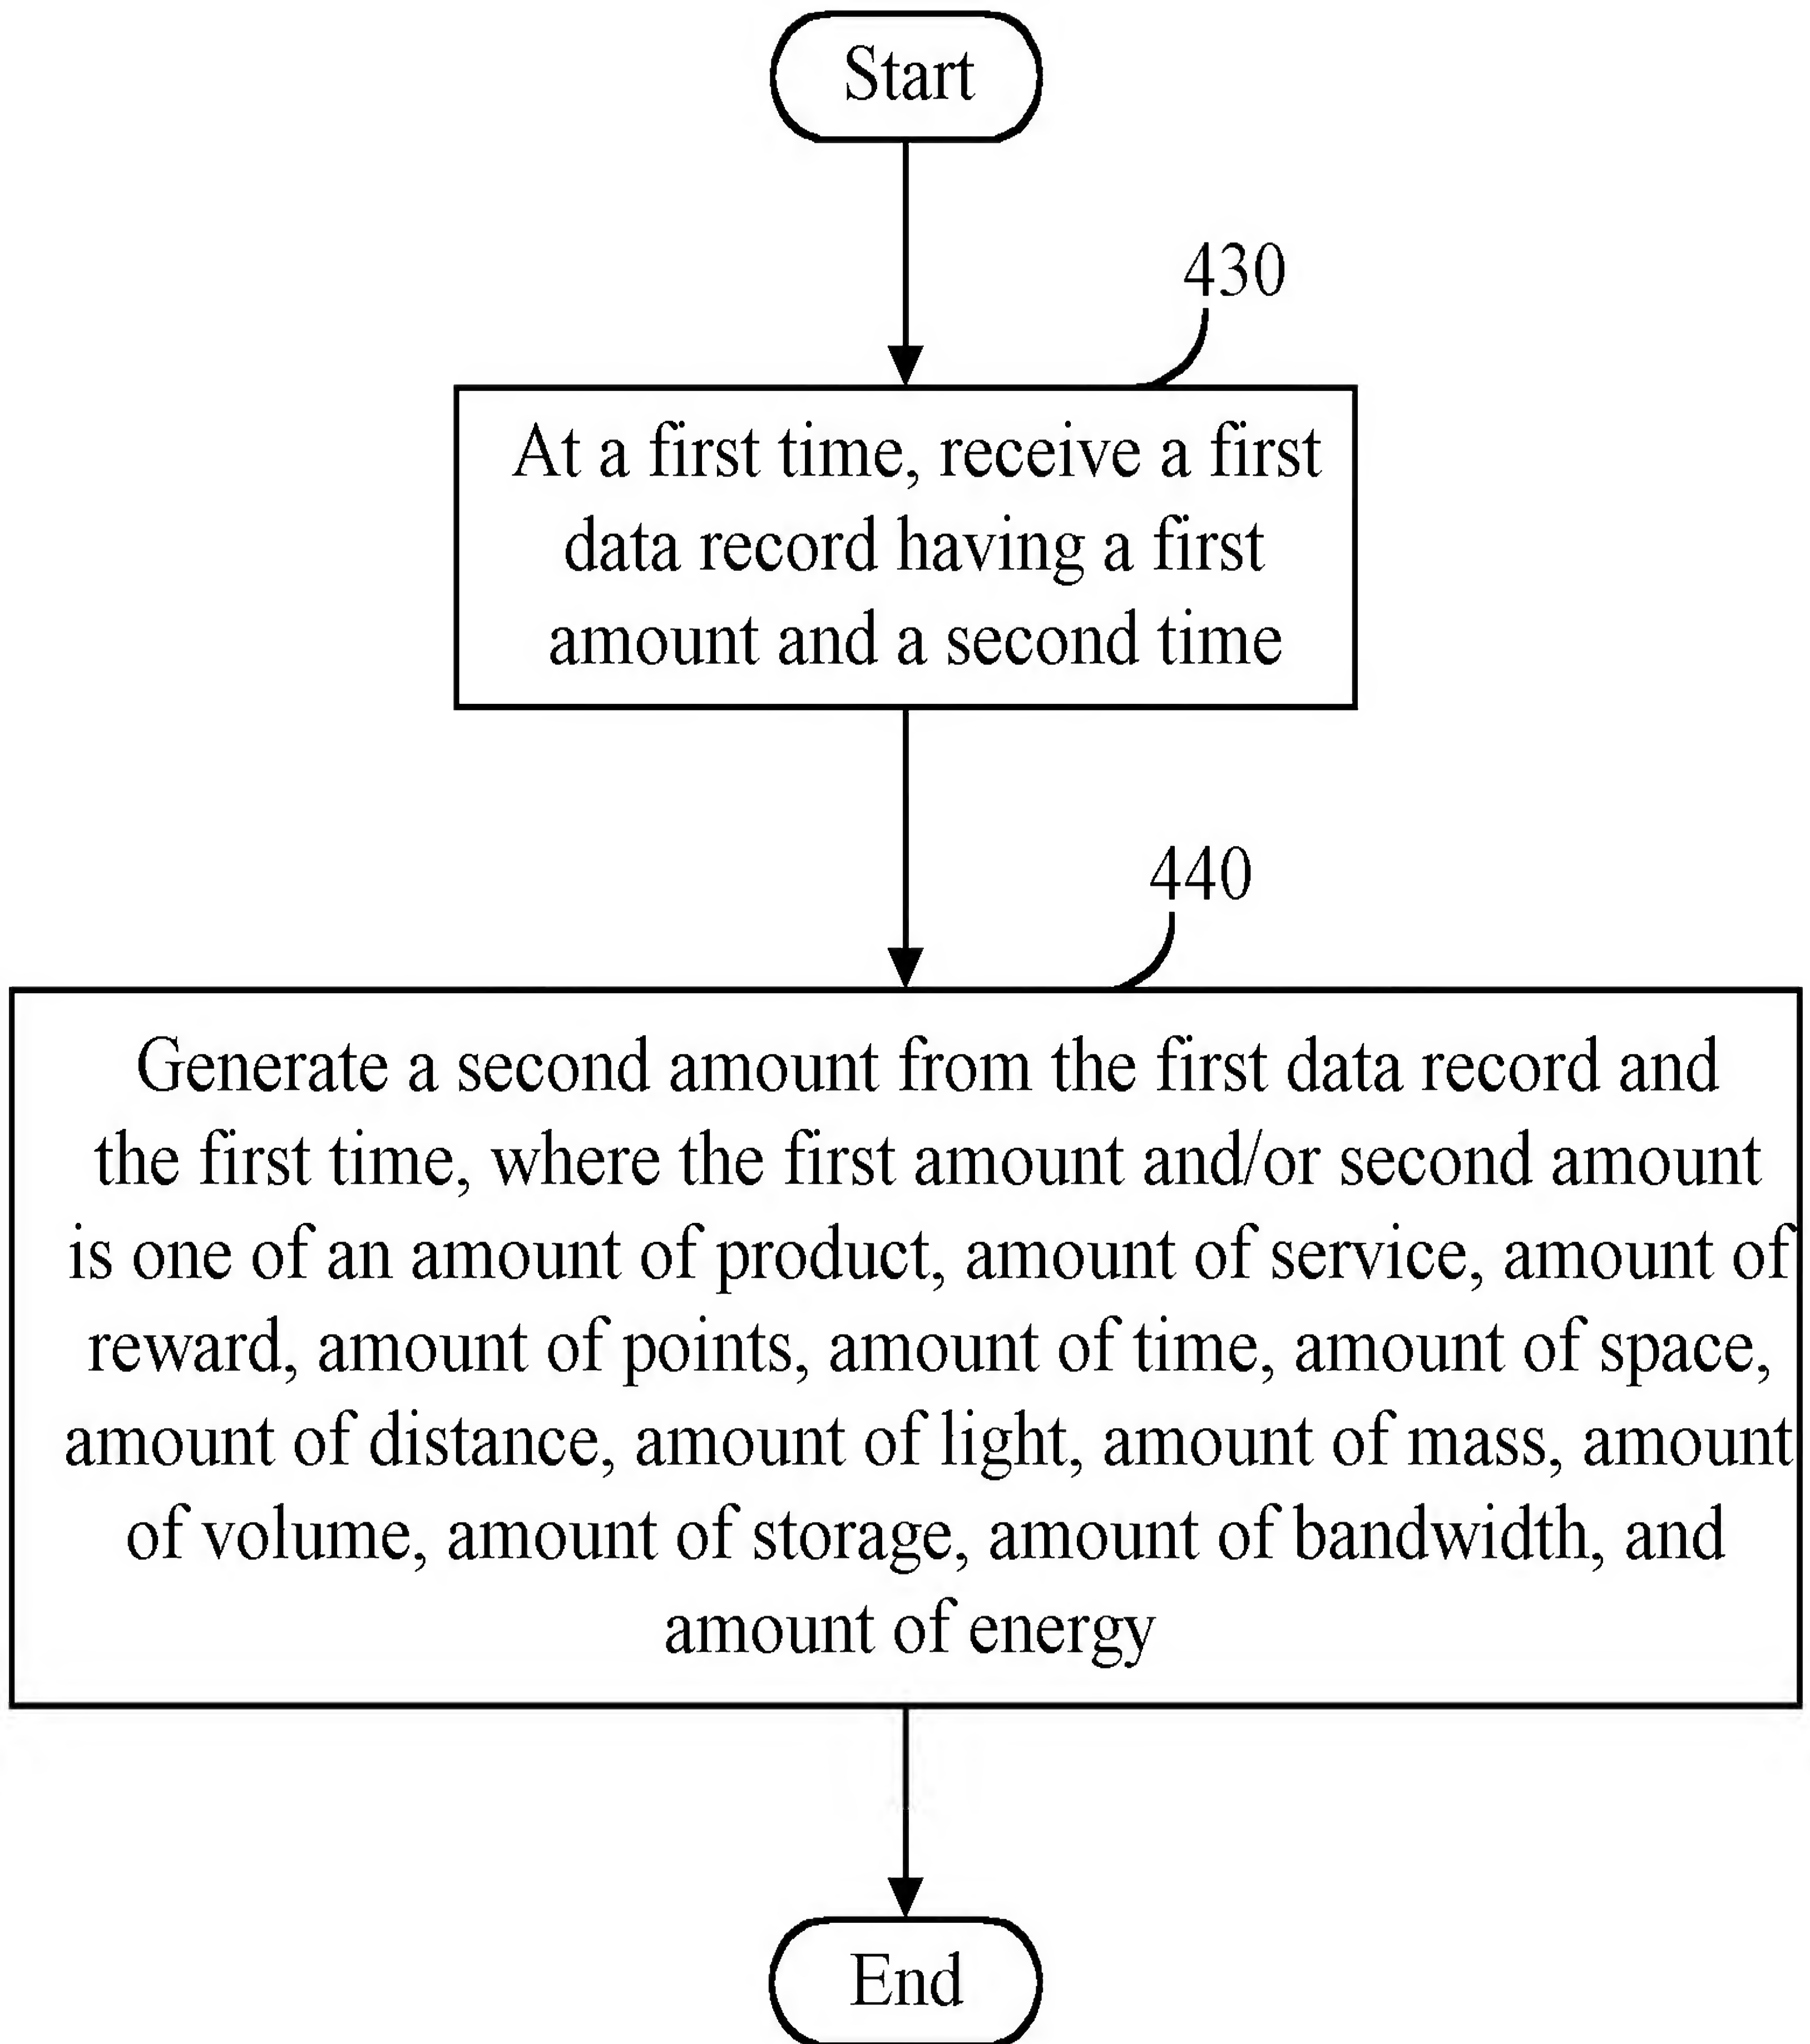 Start
430
At a first time, receive a first
data record having a first
amount and a second time
440
Generate a second amount from the first data record and
the first time, where the first amount and/or second amount
is one of an amount of product, amount of service, amount of
reward, amount of points, amount of time, amount of space,
amount of distance, amount of light, amount of mass, amount
of volume, amount of storage, amount of bandwidth, and
amount of energy
End